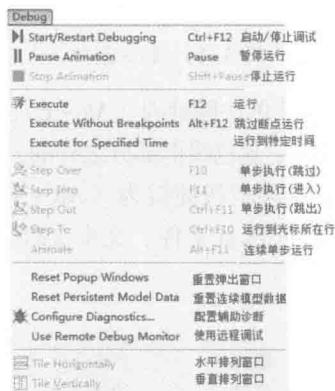 Debug
Start/Restart Debugging Ctrl+F12 启动/停止调试
Pause Animation Pause 暂停运行
Stop Animation Shift+Pause 停止运行
Execute F12 运行
Execute Without Breakpoints Alt+F12 跳过断点运行
Execute for Specified Time 运行到特定时间
Step Over F10 单步执行(跳过)
Step Into F11 单步执行(进入)
Step Out Ctrl+F11 单步执行(跳出)
Step To Ctrl+F10 运行到光标所在行
Animate Alt+F11 连续单步运行
Reset Popup Windows 重置弹出窗口
Reset Persistent Model Data 重置连续模型数据
Configure Diagnostics... 配置辅助诊断
Use Remote Debug Monitor 使用远程调试
Tile Horizontally 水平排列窗口
Tile Vertically 垂直排列窗口